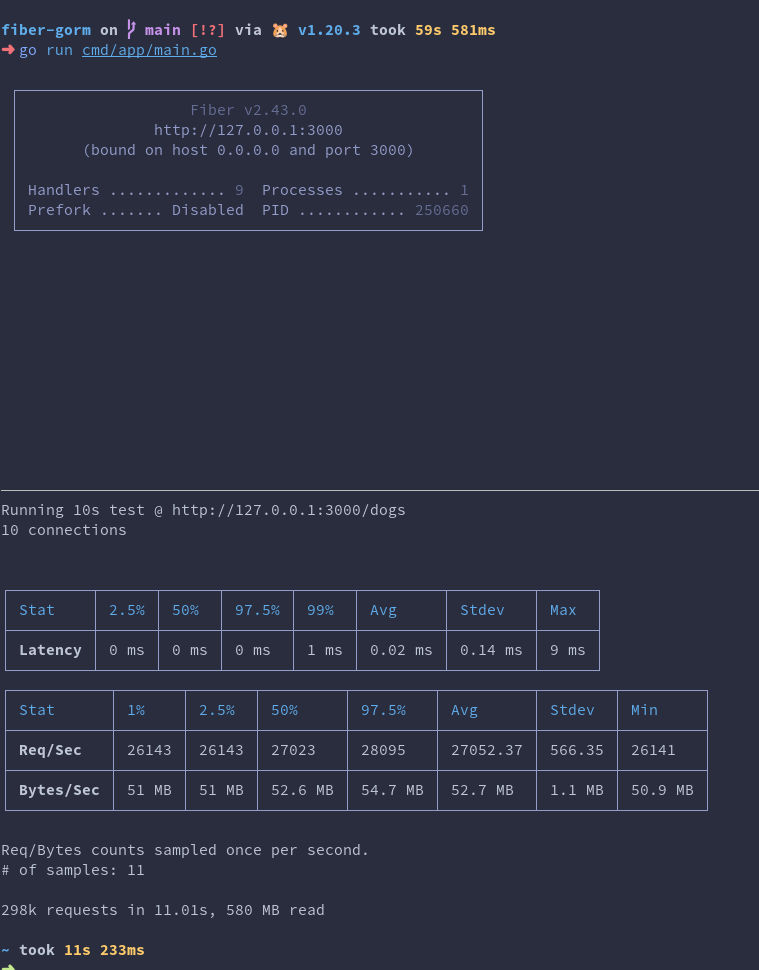 fiber-gorm on main [!?] via 🐹 v1.20.3 took 59s 581ms
➜ go run cmd/app/main.go
Fiber v2.43.0
http://127.0.0.1:3000
(bound on host 0.0.0.0 and port 3000)
Handlers ............. 9 Processes ........... 1
Prefork ....... Disabled PID ............ 250660
Running 10s test @ http://127.0.0.1:3000/dogs
10 connections
Stat 2.5% 50% 97.5% 99% Avg Stdev Max
Latency 0 ms 0 ms 0 ms 1 ms 0.02 ms 0.14 ms 9 ms
Stat 1% 2.5% 50% 97.5% Avg Stdev Min
Req/Sec 26143 26143 27023 28095 27052.37 566.35 26141
Bytes/Sec 51 MB 51 MB 52.6 MB 54.7 MB 52.7 MB 1.1 MB 50.9 MB
Req/Bytes counts sampled once per second.
# of samples: 11
298k requests in 11.01s, 580 MB read
~ took 11s 233ms
➜